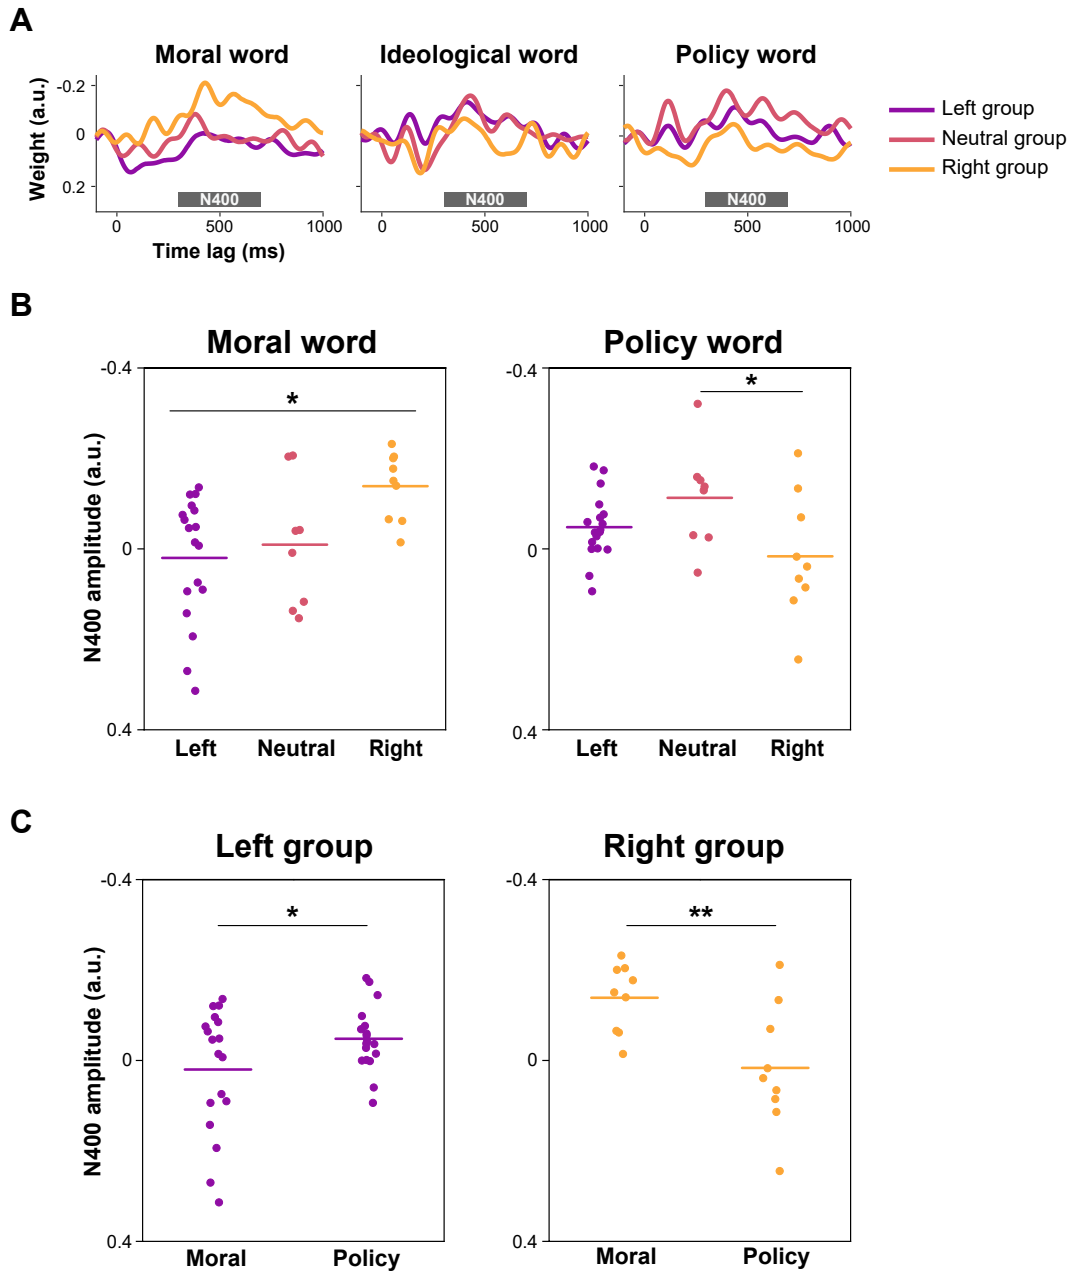 A
Moral word
Ideological word
Policy word
Weight (a.u.)
-0.2
0
0.2
N400
N400
N400
0
500
1000
0
500
1000
0
500
1000
Time lag (ms)
Left group
Neutral group
Right group
B
Moral word
Policy word
N400 amplitude (a.u.)
-0.4
0
0.4
*
Left
Neutral
Right
-0.4
0
0.4
*
Left
Neutral
Right
C
Left group
Right group
N400 amplitude (a.u.)
-0.4
0
0.4
*
Moral
Policy
-0.4
0
0.4
**
Moral
Policy